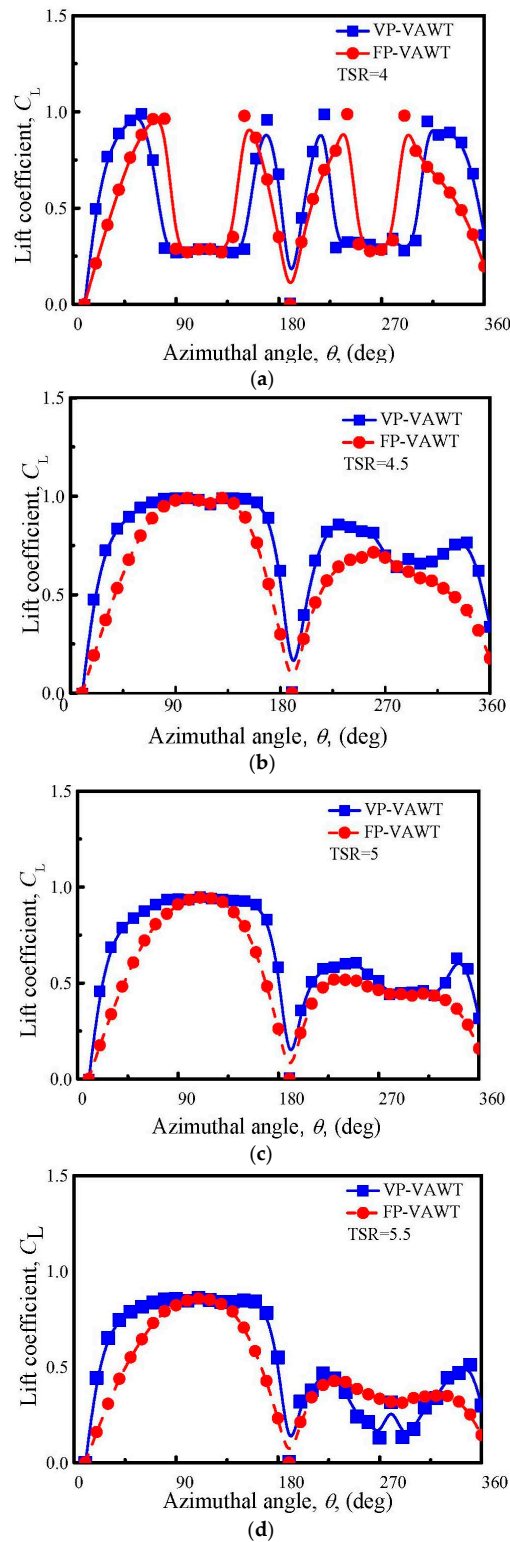 1.5
VP-VAWT
FP-VAWT
TSR=4
1.0
0.5
0.0
Lift coefficient, C_L
90
180
270
360
Azimuthal angle, θ, (deg)
(a)
1.5
VP-VAWT
FP-VAWT
TSR=4.5
1.0
0.5
0.0
Lift coefficient, C_L
0
90
180
270
360
Azimuthal angle, θ, (deg)
(b)
1.5
VP-VAWT
FP-VAWT
TSR=5
1.0
0.5
0.0
Lift coefficient, C_L
0
90
180
270
360
Azimuthal angle, θ, (deg)
(c)
1.5
VP-VAWT
FP-VAWT
TSR=5.5
1.0
0.5
0.0
Lift coefficient, C_L
0
90
180
270
360
Azimuthal angle, θ, (deg)
(d)